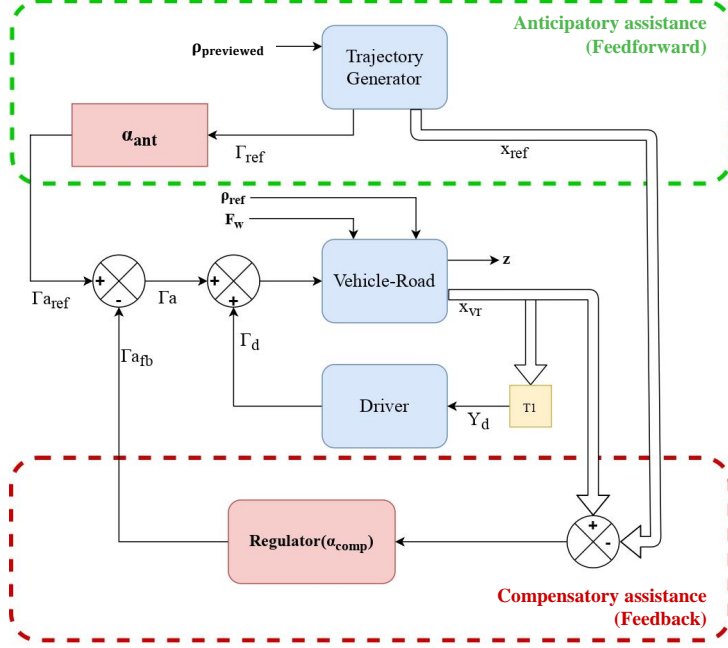 Anticipatory assistance
(Feedforward)
ρpreviewed
Trajectory
Generator
αant
Γref
xref
ρref
Fw
+
-
Γaref
Γa
+
+
Vehicle-Road
z
xvr
Γafb
Γd
Driver
Yd
T1
Regulator(αcomp)
+
-
Compensatory assistance
(Feedback)